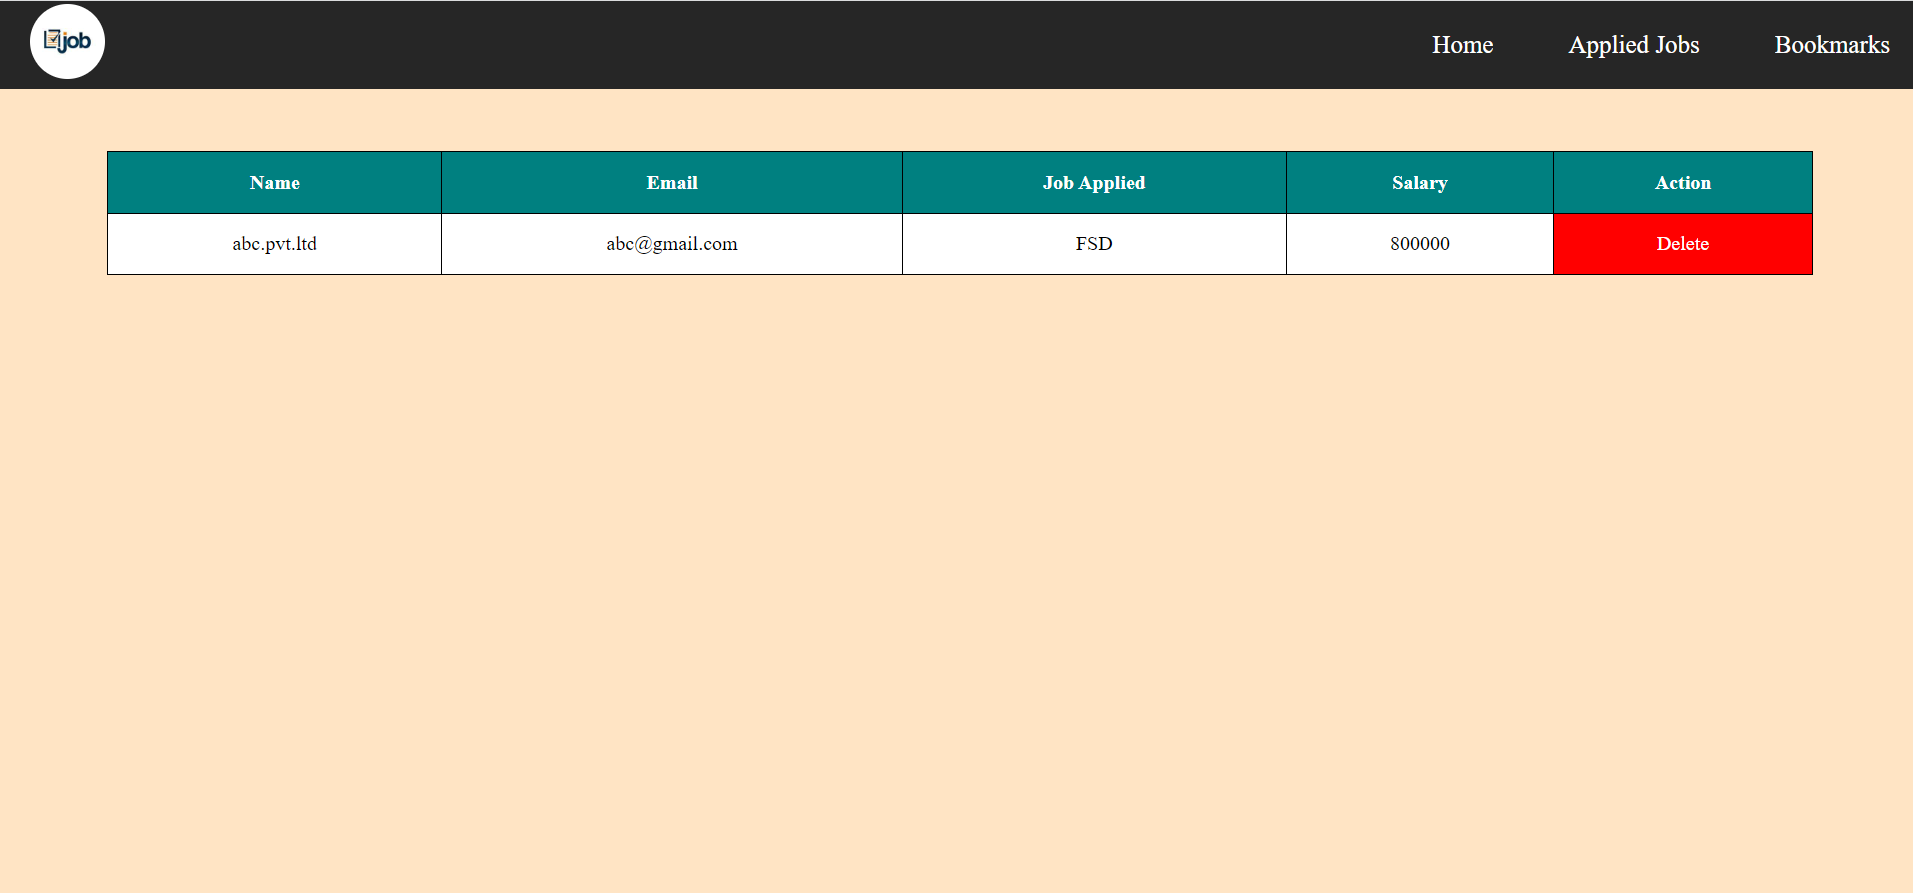 job
Home Applied Jobs Bookmarks
Name Email Job Applied Salary Action
abc.pvt.ltd abc@gmail.com FSD 800000 Delete